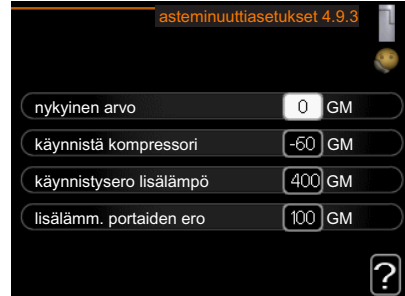 asteminuuttiasetukset 4.9.3
nykyinen arvo 0 GM
käynnistä kompressori -60 GM
käynnistysero lisälämpö 400 GM
lisälämm. portaiden ero 100 GM
?